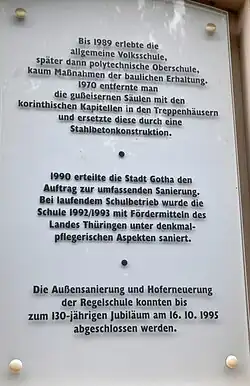 Bis 1989 erlebte die
allgemeine Volksschule,
später dann polytechnische Oberschule,
kaum Maßnahmen der baulichen Erhaltung.
1970 entfernte man
die gußeisernen Säulen mit den
korinthischen Kapitellen in den Treppenhäusern
und ersetzte diese durch eine
Stahlbetonkonstruktion.
•
1990 erteilte die Stadt Gotha den
Auftrag zur umfassenden Sanierung.
Bei laufendem Schulbetrieb wurde die
Schule 1992/1993 mit Fördermitteln des
Landes Thüringen unter denkmal-
pflegerischen Aspekten saniert.
•
Die Außensanierung und Hoferneuerung
der Regelschule konnten bis
zum 130-jährigen Jubiläum am 16. 10. 1995
abgeschlossen werden.